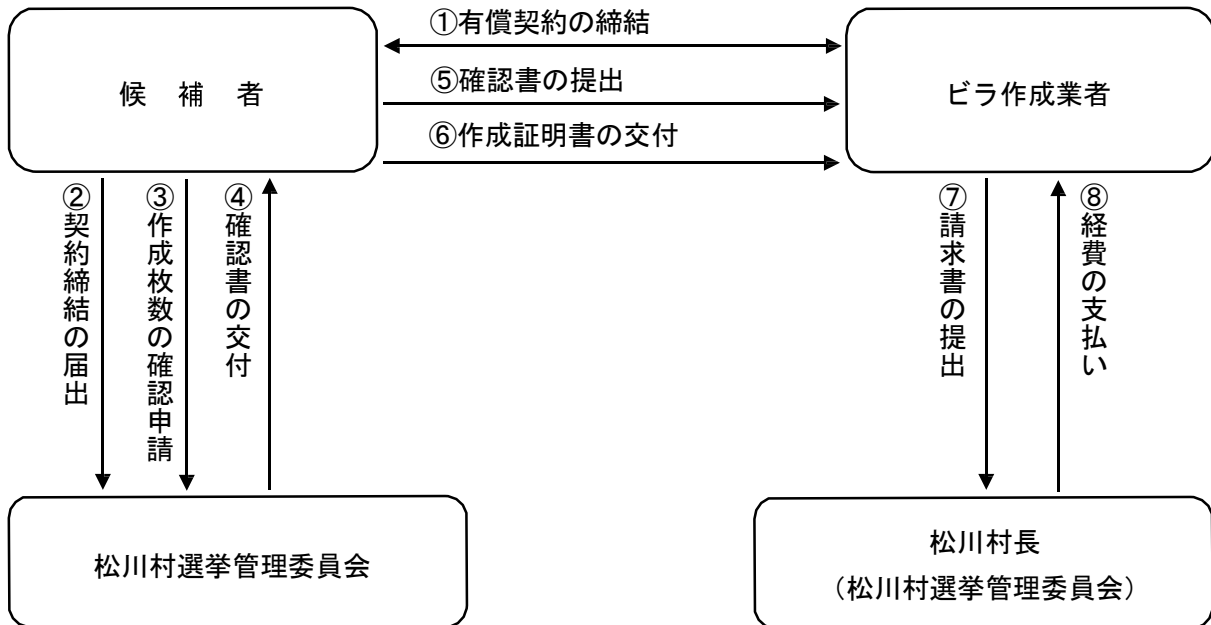 候　補　者
①有償契約の締結
⑤確認書の提出
⑥作成証明書の交付
ビラ作成業者
②契約締結の届出
③作成枚数の確認申請
④確認書の交付
⑦請求書の提出
⑧経費の支払い
松川村選挙管理委員会
松川村長
（松川村選挙管理委員会）